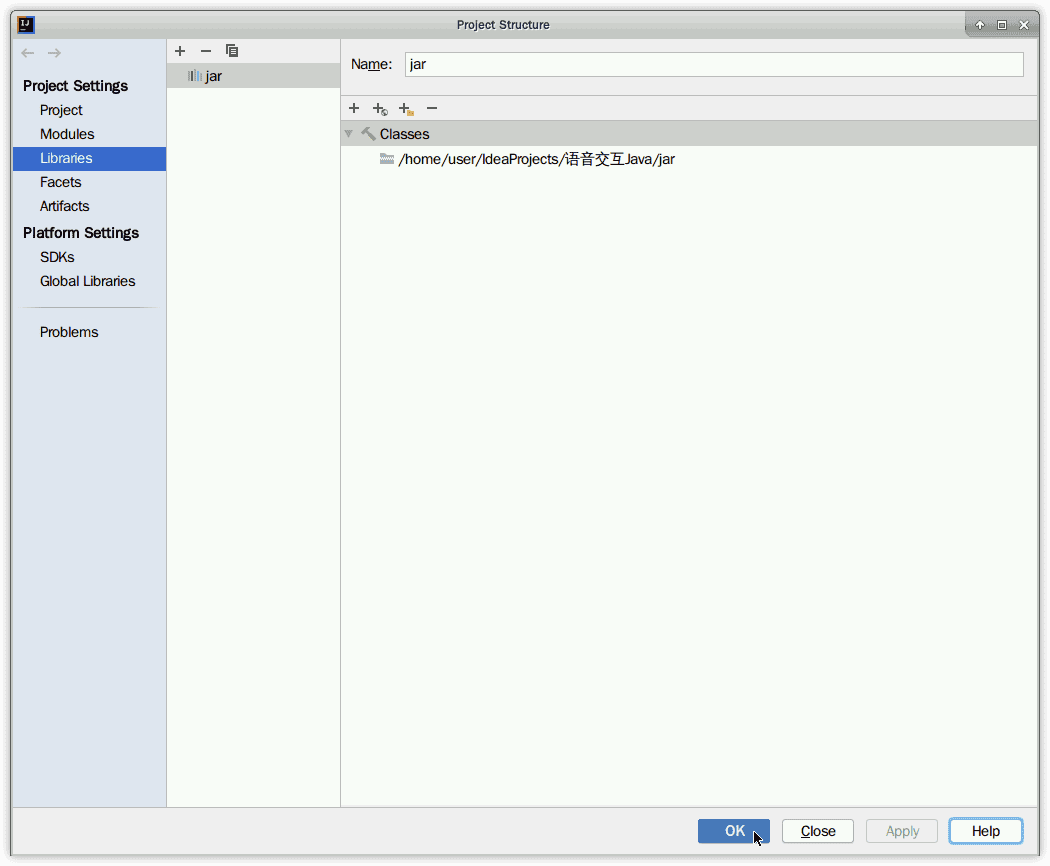 Project Structure
Project Settings
Project
Modules
Libraries
Facets
Artifacts
Platform Settings
SDKs
Global Libraries
Problems
jar
Name: jar
Classes
/home/user/IdeaProjects/语音交互Java/jar
OK Close Apply Help